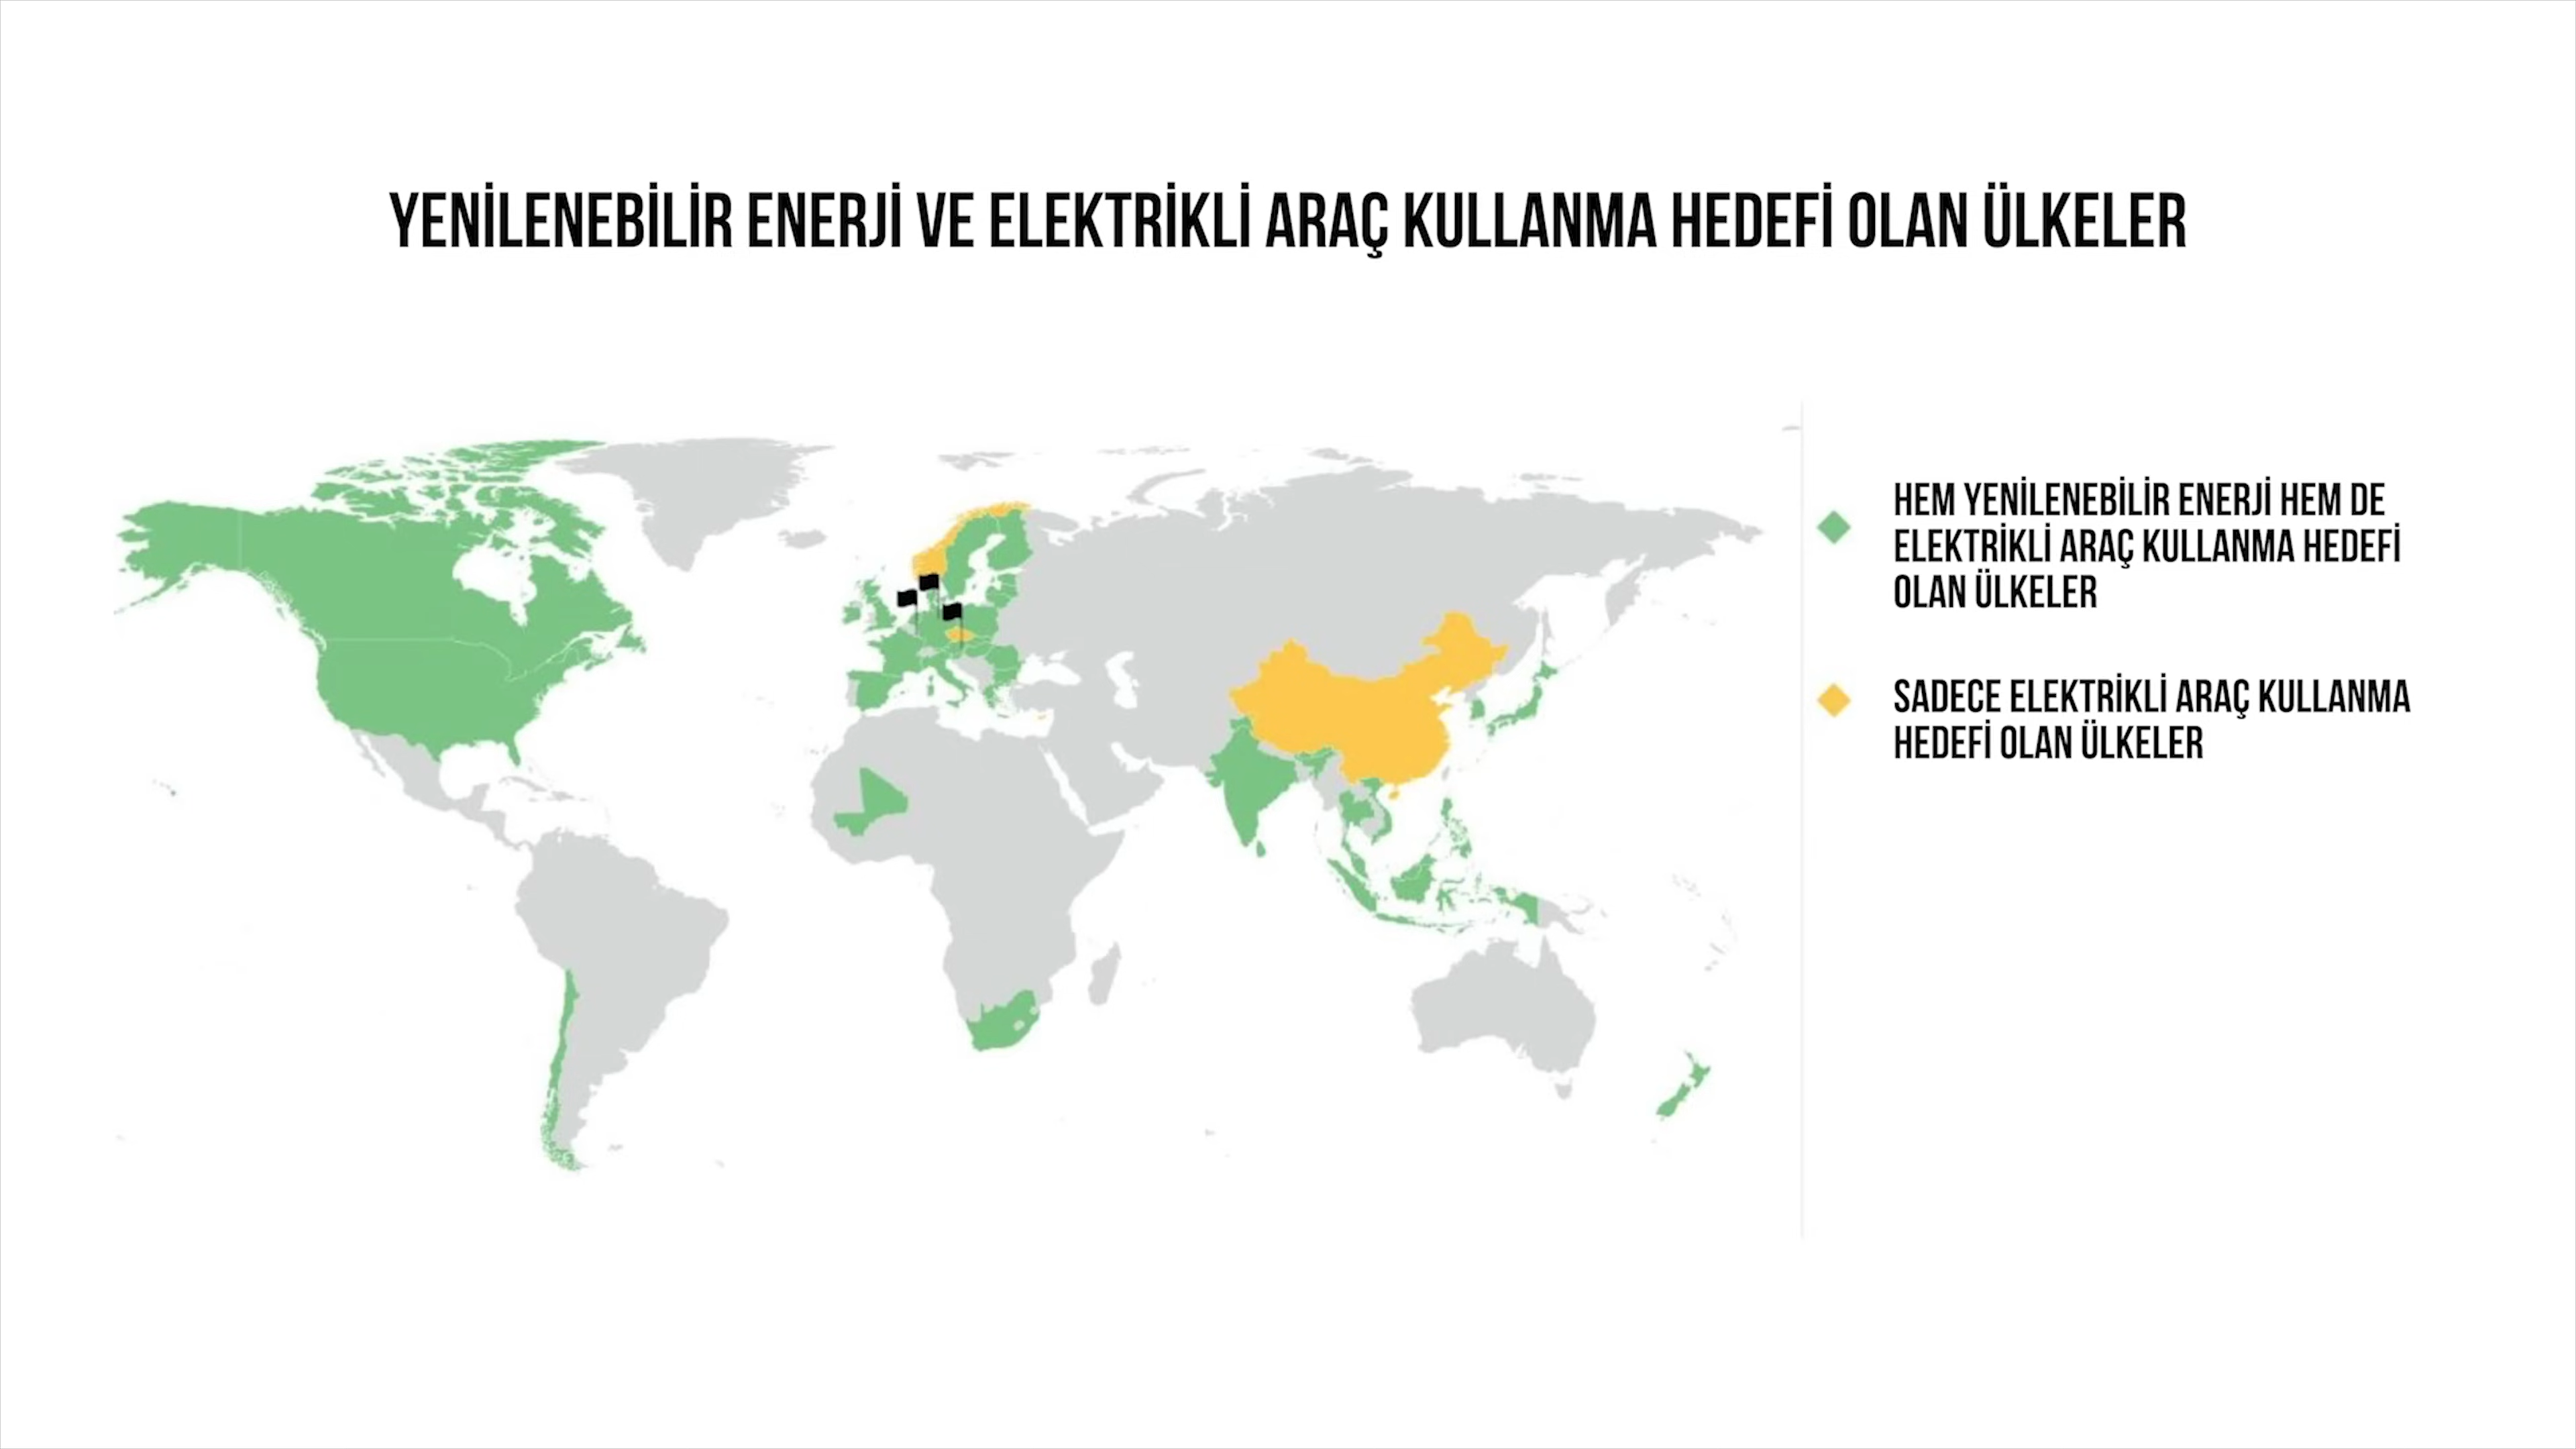 YENİLENEBİLİR ENERJİ VE ELEKTRİKLİ ARAÇ KULLANMA HEDEFİ OLAN ÜLKELER
HEM YENİLENEBİLİR ENERJİ HEM DE
ELEKTRİKLİ ARAÇ KULLANMA HEDEFİ
OLAN ÜLKELER
SADECE ELEKTRİKLİ ARAÇ KULLANMA
HEDEFİ OLAN ÜLKELER